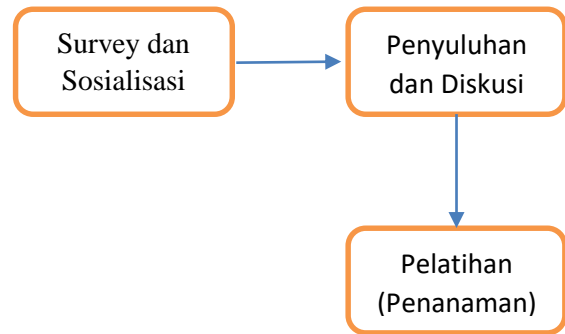 Survey dan
Sosialisasi
Penyuluhan
dan Diskusi
Pelatihan
(Penanaman)